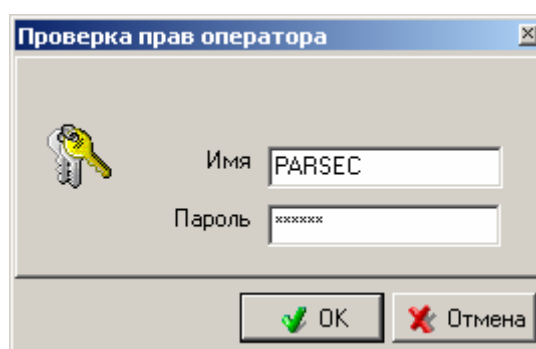 Проверка прав оператора
Имя PARSEC
Пароль ××××××
OK Отмена